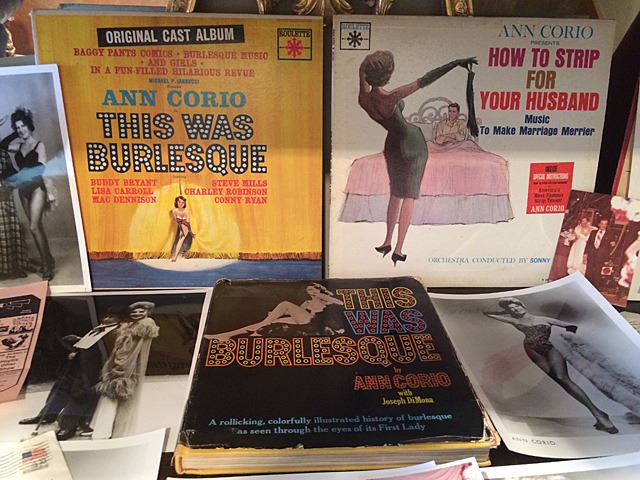 ORIGINAL CAST ALBUM
ROULETTE
BAGGY PANTS COMICS • BURLESQUE MUSIC
• AND GIRLS •
IN A FUN-FILLED HILARIOUS REVUE
MICHAEL P. IANNUCCI
ANN CORIO
THIS WAS
BURLESQUE
BUDDY BRYANT
LISA CARROLL
MAC DENNISON
STEVE MILLS
CHARLEY ROBINSON
CONNY RYAN
ROULETTE
ANN CORIO
PRESENTS
HOW TO STRIP
FOR
YOUR HUSBAND
Music
To Make Marriage Merrier
INSIDE
SPECIAL INSTRUCTIONS
ANN CORIO
ORCHESTRA CONDUCTED BY SONNY
THIS
WAS
BURLESQUE
by
ANN CORIO
with
Joseph DiMona
A rollicking, colorfully illustrated history of burlesque
as seen through the eyes of its First Lady
ANN CORIO